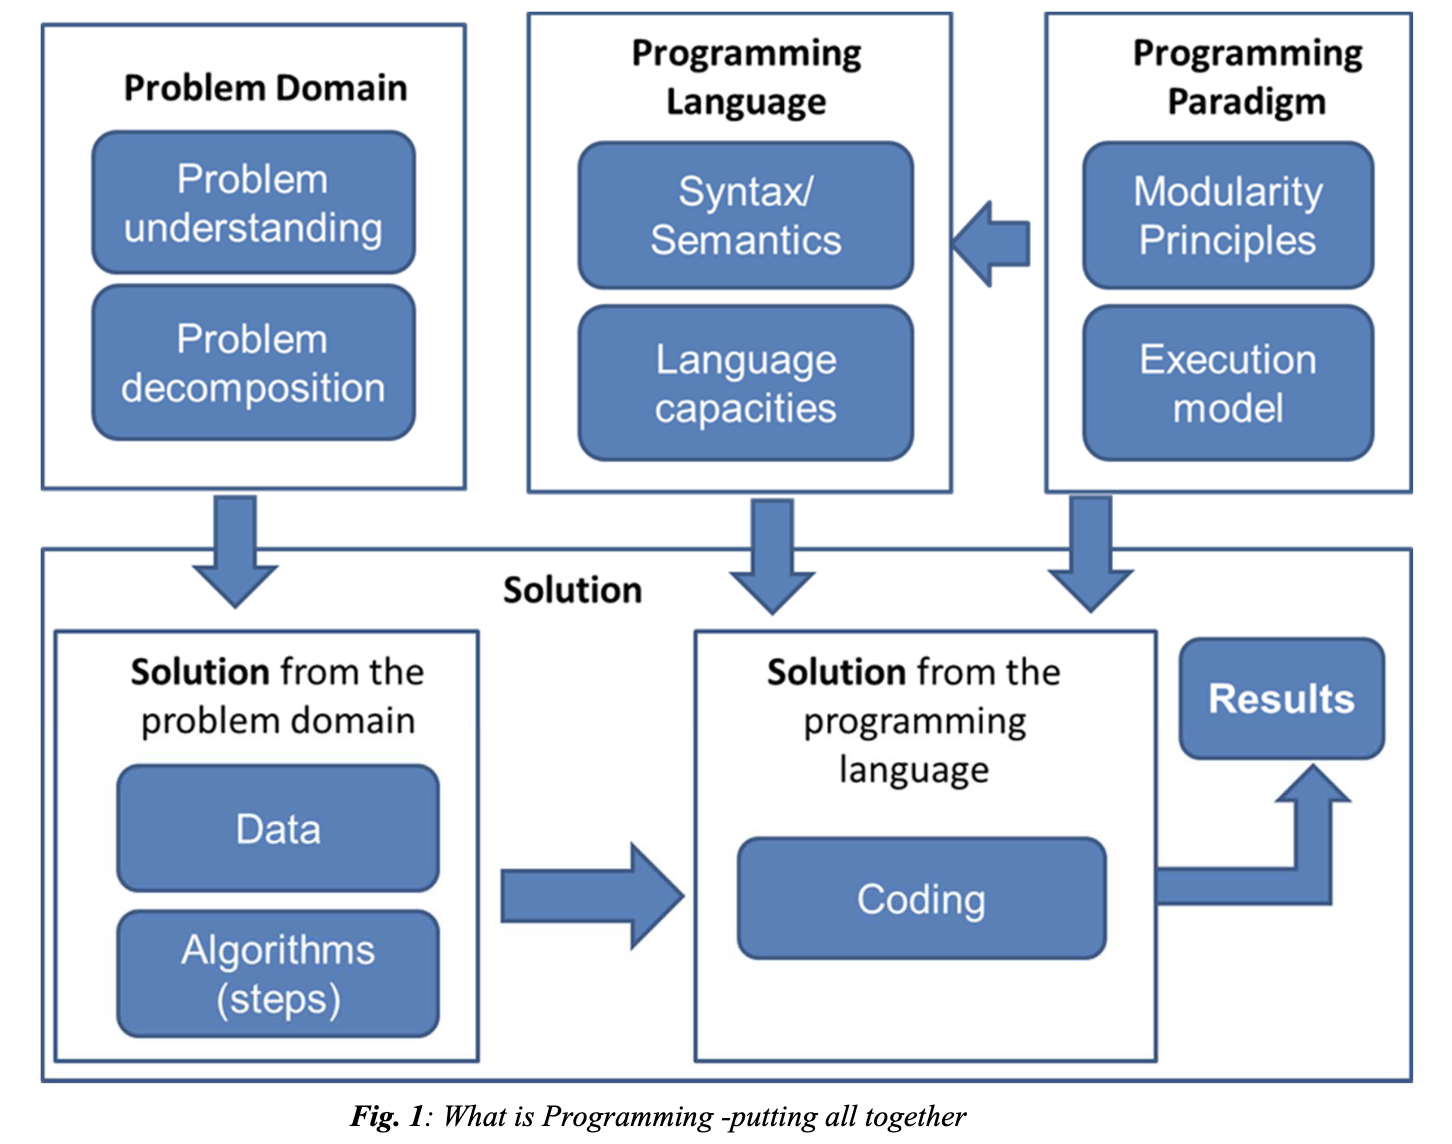 Problem Domain
Problem
understanding
Problem
decomposition
Programming
Language
Syntax/
Semantics
Language
capacities
Programming
Paradigm
Modularity
Principles
Execution
model
Solution
Solution from the
problem domain
Data
Algorithms
(steps)
Solution from the
programming
language
Coding
Results
Fig. 1: What is Programming -putting all together